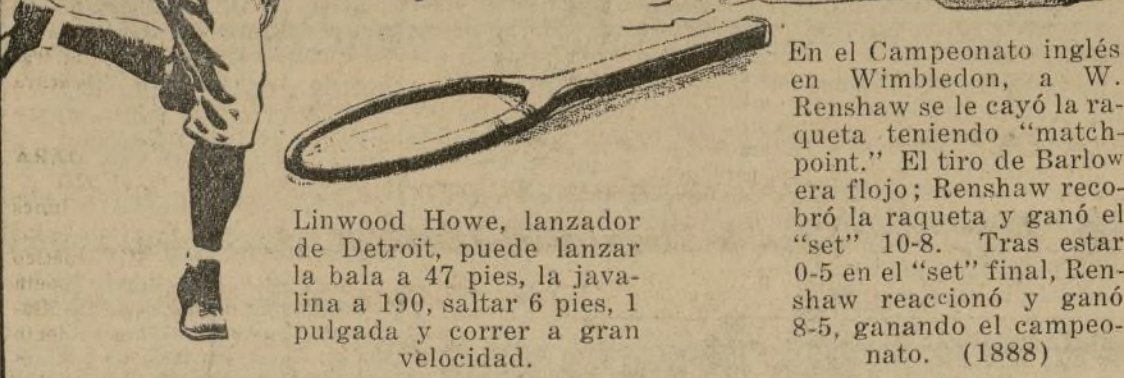 Linwood Howe, lanzador
de Detroit, puede lanzar
la bala a 47 pies, la java-
lina a 190, saltar 6 pies, 1
pulgada y correr a gran
velocidad.
En el Campeonato inglés
en Wimbledon, a W.
Renshaw se le cayó la ra-
queta teniendo "match-
point." El tiro de Barlow
era flojo; Renshaw reco-
bró la raqueta y ganó el
"set" 10-8. Tras estar
0-5 en el "set" final, Ren-
shaw reaccionó y ganó
8-5, ganando el campeo-
nato. (1888)